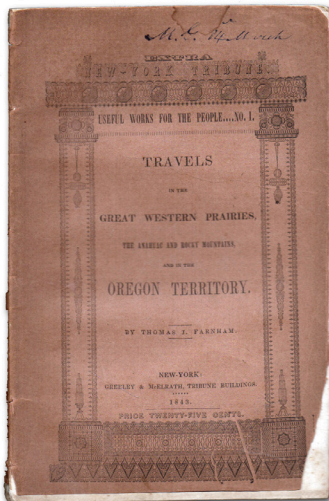 EXTRA
NEW-YORK TRIBUNE.
USEFUL WORKS FOR THE PEOPLE....NO. I.
TRAVELS
IN THE
GREAT WESTERN PRAIRIES,
THE ANAHUAC AND ROCKY MOUNTAINS,
AND IN THE
OREGON TERRITORY.
BY THOMAS J. FARNHAM.
NEW-YORK:
GREELEY & McELRATH, TRIBUNE BUILDINGS.
1843.
PRICE TWENTY-FIVE CENTS.